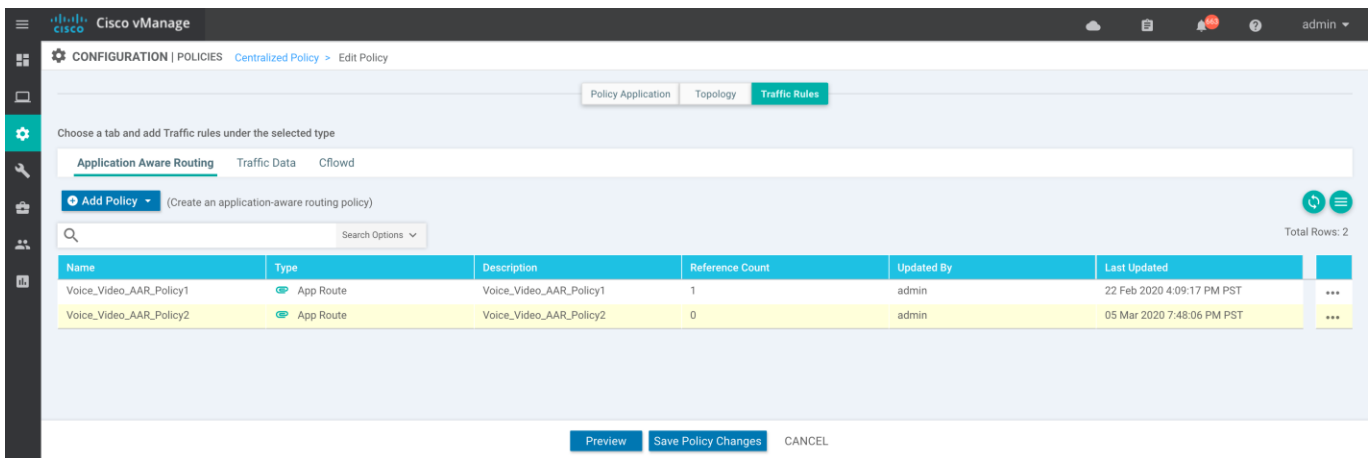 cisco Cisco vManage 663 admin
CONFIGURATION | POLICIES Centralized Policy > Edit Policy
Policy Application Topology Traffic Rules
Choose a tab and add Traffic rules under the selected type
Application Aware Routing Traffic Data Cflowd
Add Policy (Create an application-aware routing policy)
Search Options Total Rows: 2
Name Type Description Reference Count Updated By Last Updated
Voice_Video_AAR_Policy1 App Route Voice_Video_AAR_Policy1 1 admin 22 Feb 2020 4:09:17 PM PST ...
Voice_Video_AAR_Policy2 App Route Voice_Video_AAR_Policy2 0 admin 05 Mar 2020 7:48:06 PM PST ...
Preview Save Policy Changes CANCEL